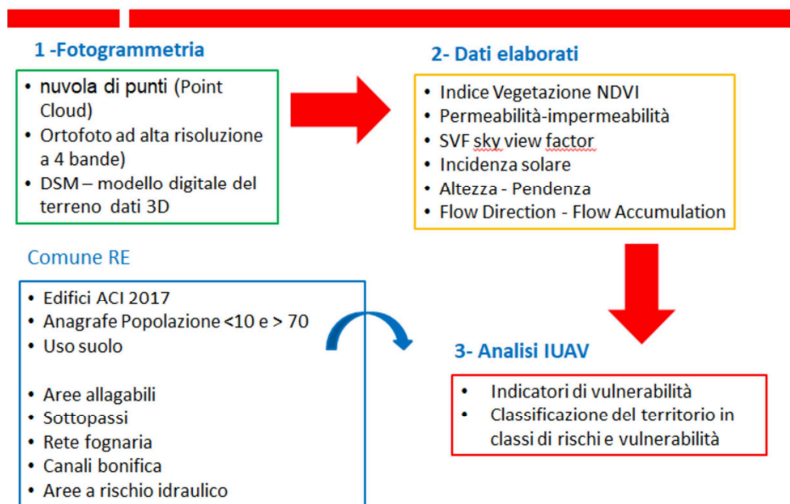 1 -Fotogrammetria
• nuvola di punti (Point
Cloud)
• Ortofoto ad alta risoluzione
a 4 bande)
• DSM – modello digitale del
terreno dati 3D
2- Dati elaborati
• Indice Vegetazione NDVI
• Permeabilità-impermeabilità
• SVF sky view factor
• Incidenza solare
• Altezza - Pendenza
• Flow Direction - Flow Accumulation
Comune RE
• Edifici ACI 2017
• Anagrafe Popolazione <10 e > 70
• Uso suolo
• Aree allagabili
• Sottopassi
• Rete fognaria
• Canali bonifica
• Aree a rischio idraulico
3- Analisi IUAV
• Indicatori di vulnerabilità
• Classificazione del territorio in
classi di rischi e vulnerabilità